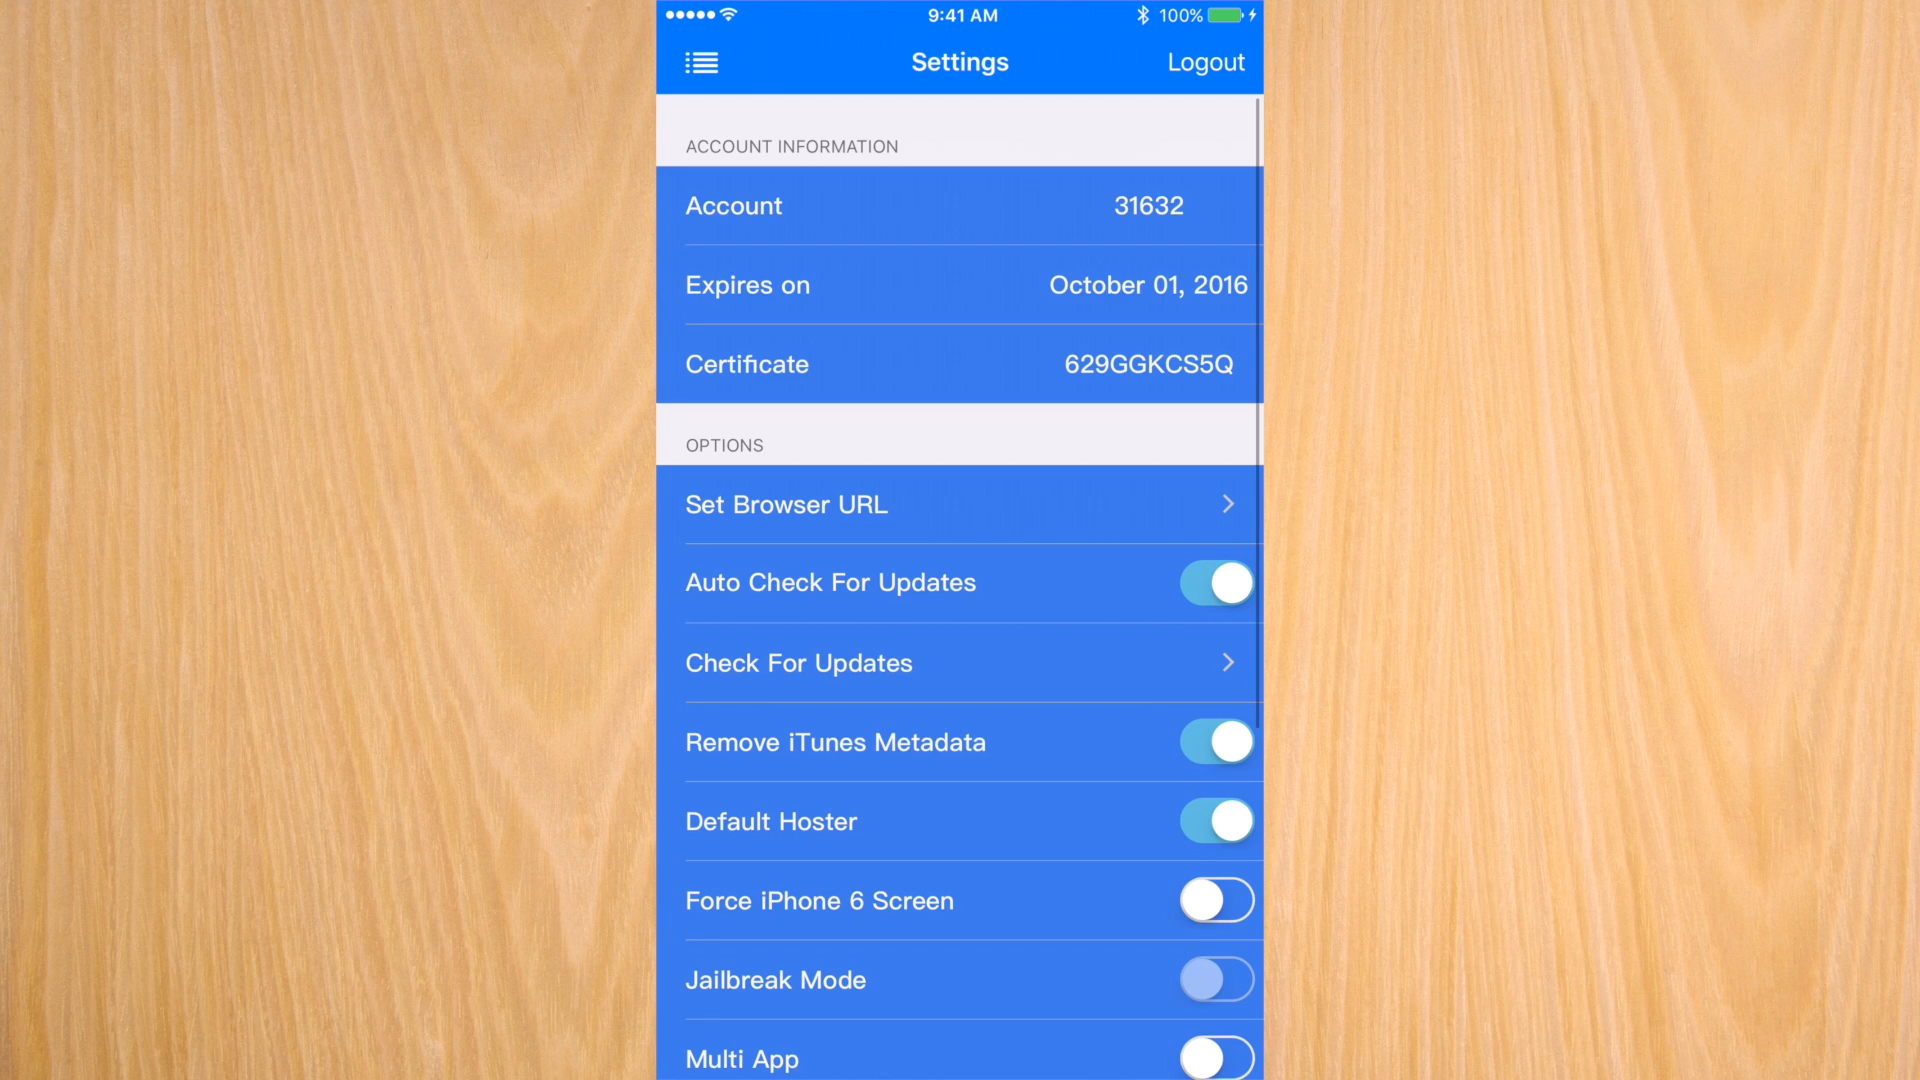 9:41 AM 100%
Settings Logout
ACCOUNT INFORMATION
Account 31632
Expires on October 01, 2016
Certificate 629GGKCS5Q
OPTIONS
Set Browser URL
Auto Check For Updates
Check For Updates
Remove iTunes Metadata
Default Hoster
Force iPhone 6 Screen
Jailbreak Mode
Multi App